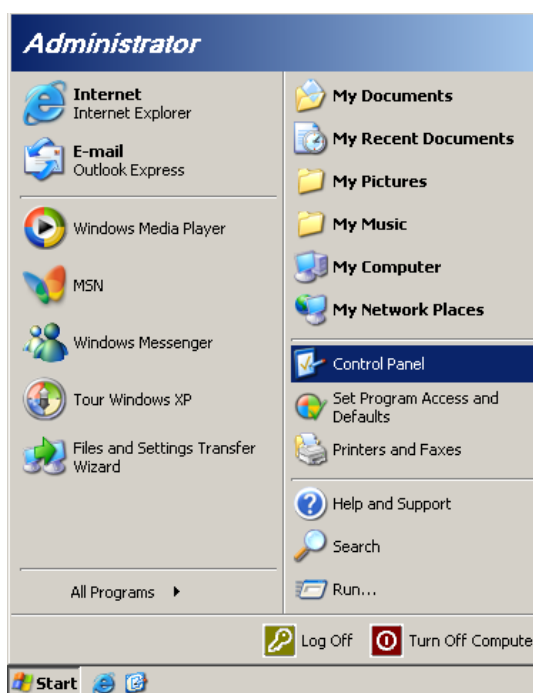 Administrator
Internet
Internet Explorer
E-mail
Outlook Express
Windows Media Player
MSN
Windows Messenger
Tour Windows XP
Files and Settings Transfer
Wizard
All Programs
My Documents
My Recent Documents
My Pictures
My Music
My Computer
My Network Places
Control Panel
Set Program Access and
Defaults
Printers and Faxes
Help and Support
Search
Run...
Log Off
Turn Off Compute
Start